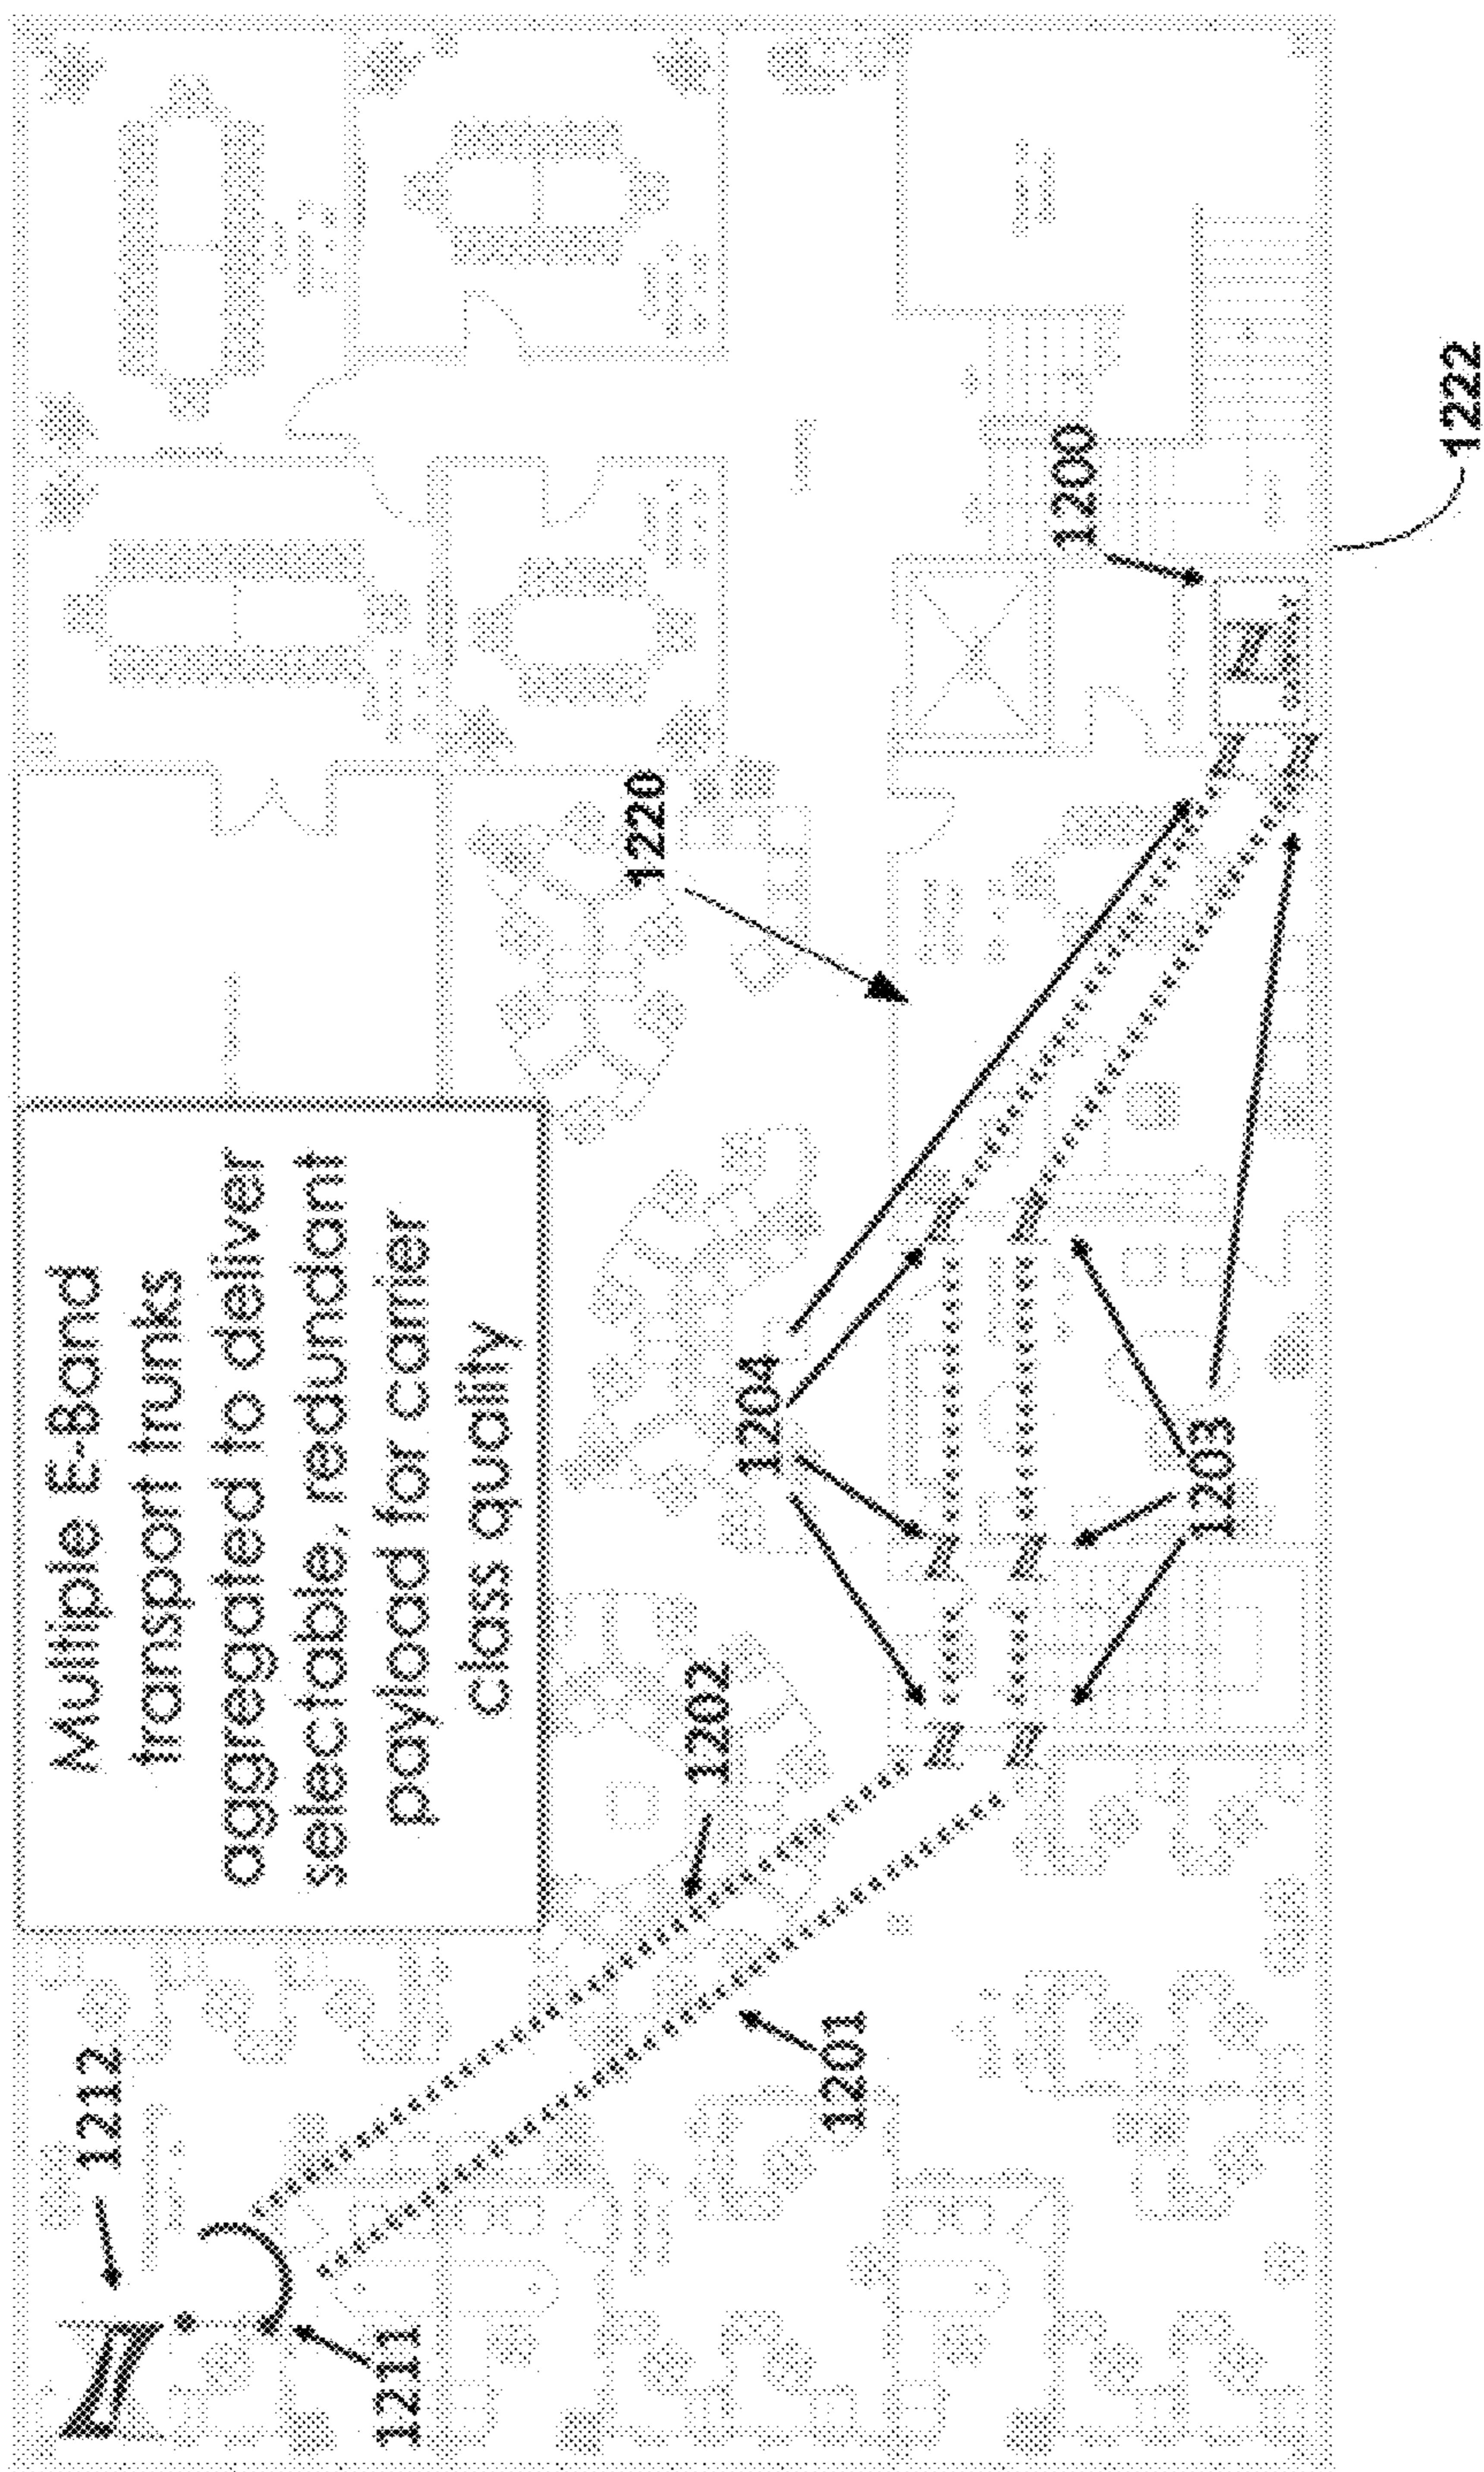 Multiple E-Band
transport trunks
aggregated to deliver
selectable, redundant
payload for carrier
class quality
1212
1211
1202
1201
1204
1203
1220
1200
1222